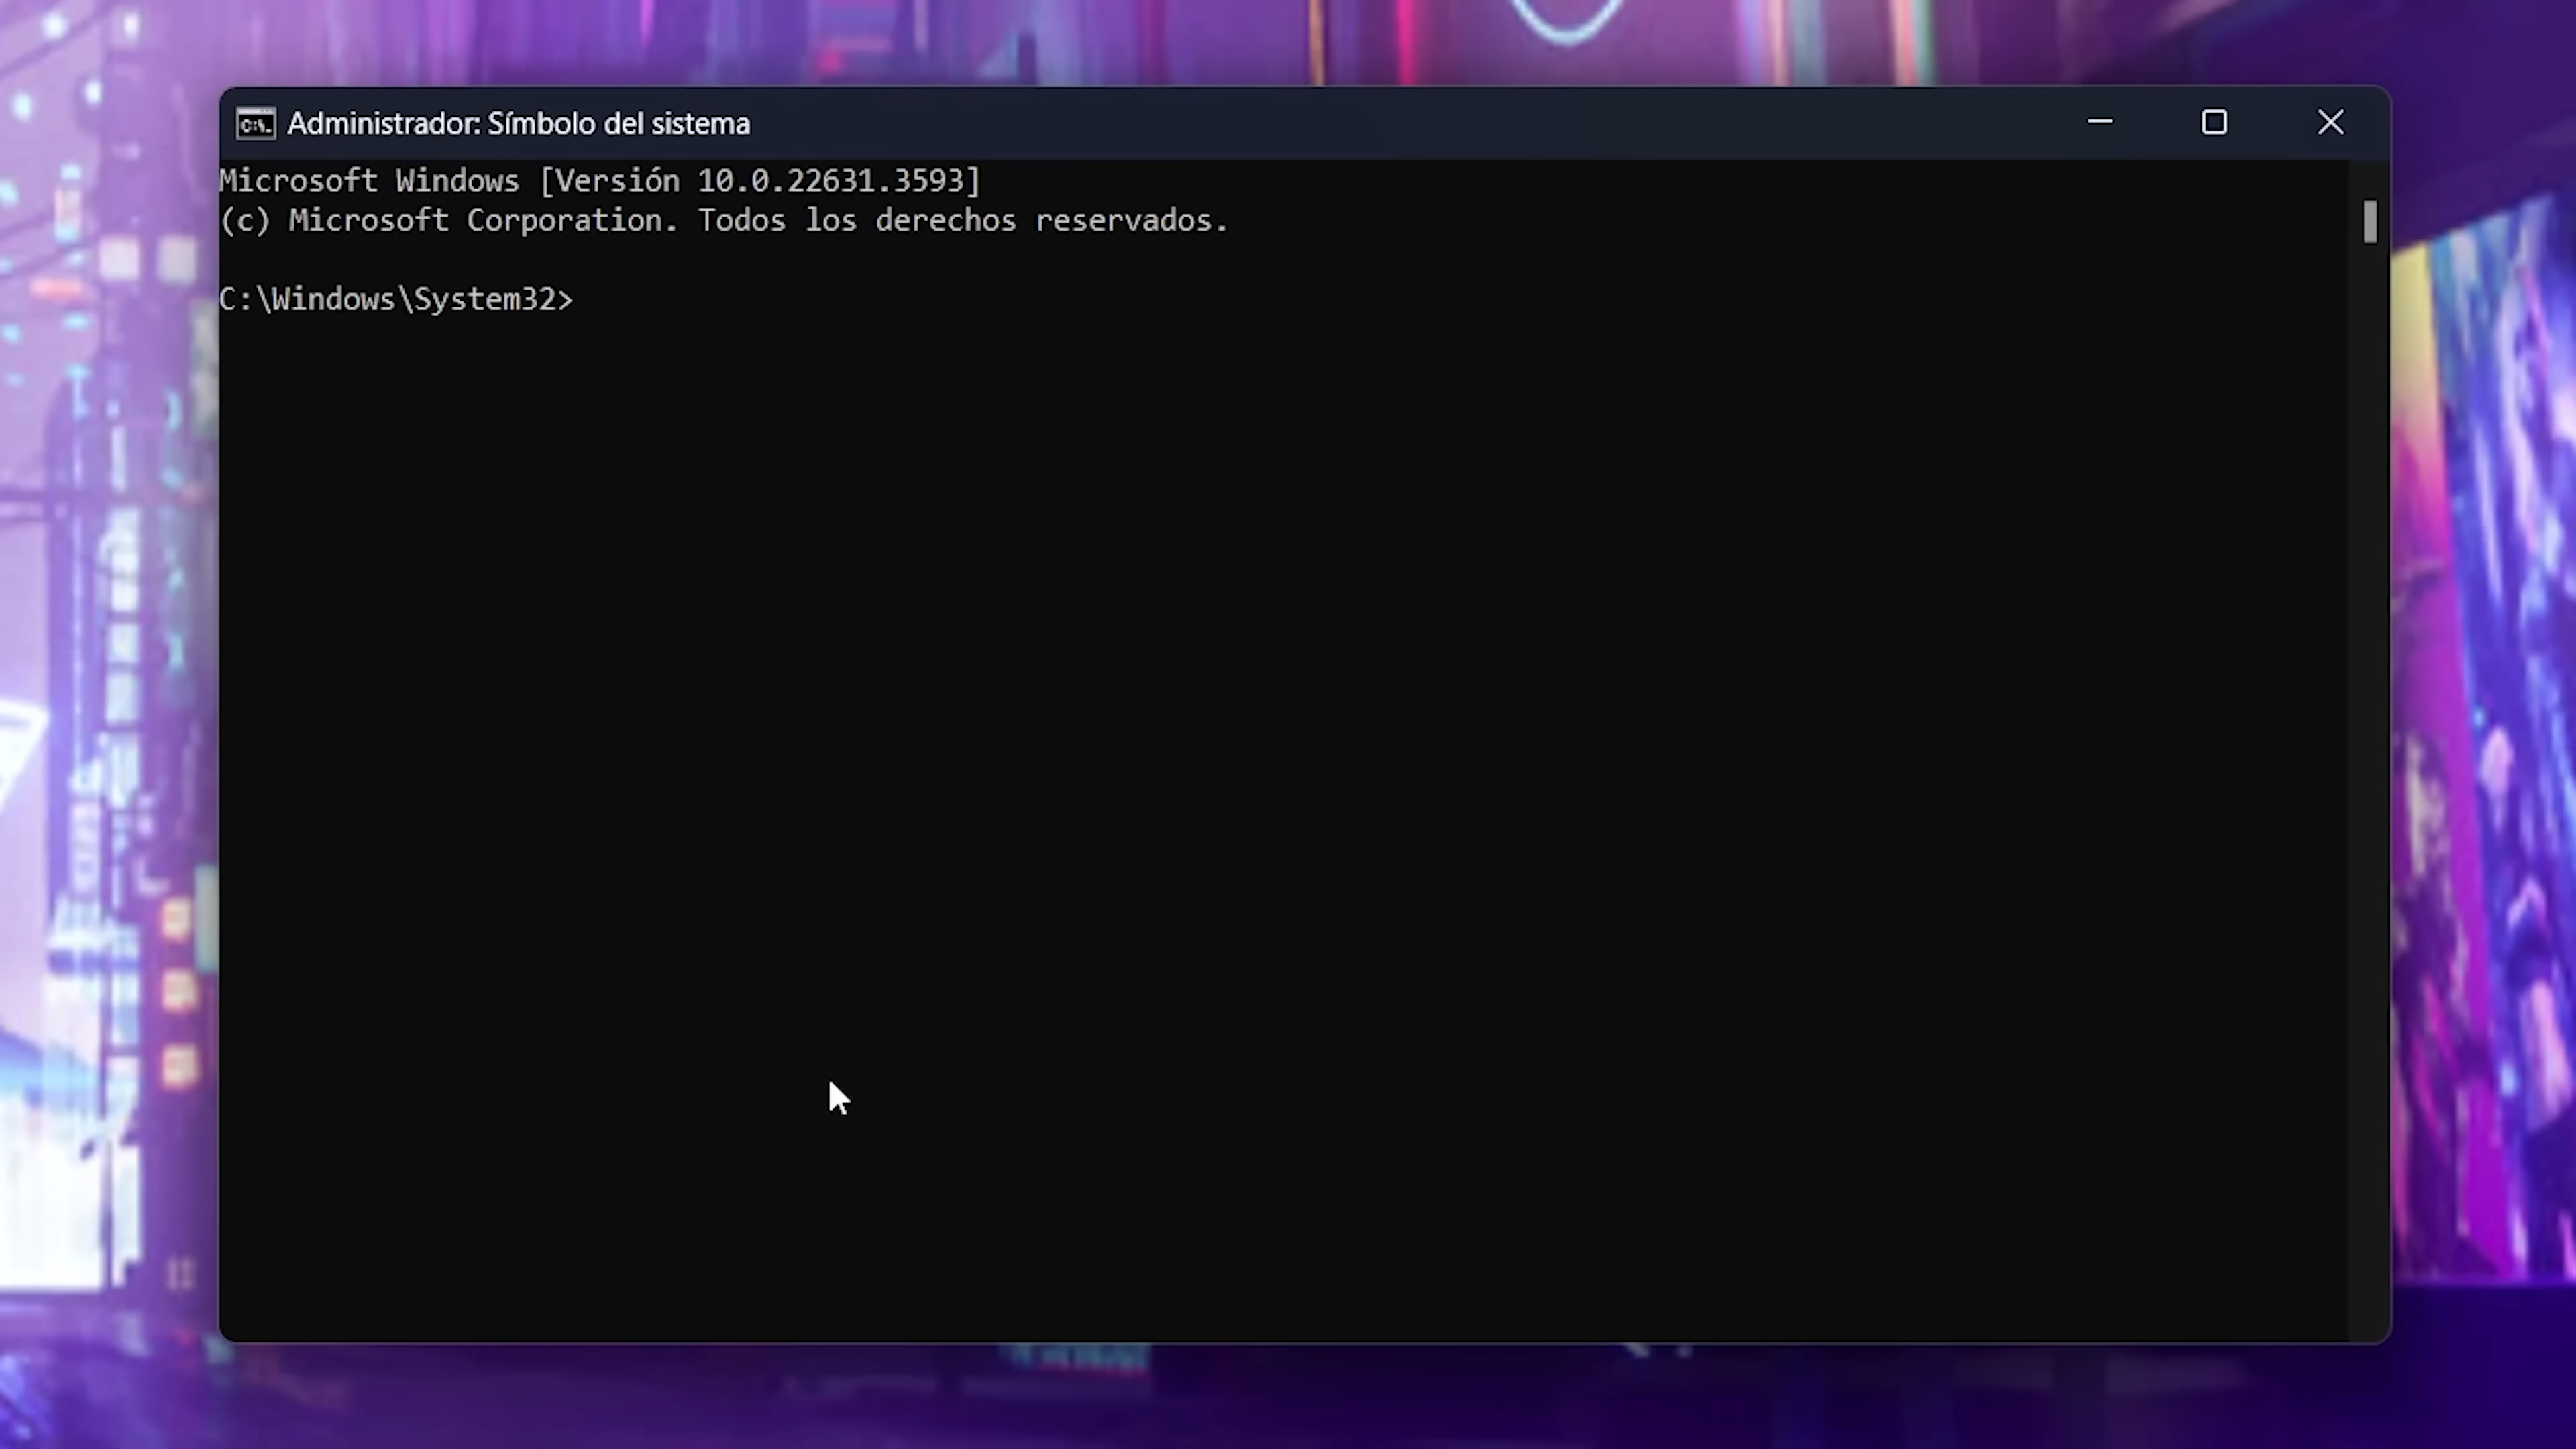 Administrador: Símbolo del sistema
Microsoft Windows [Versión 10.0.22631.3593]
(c) Microsoft Corporation. Todos los derechos reservados.
C:\Windows\System32>